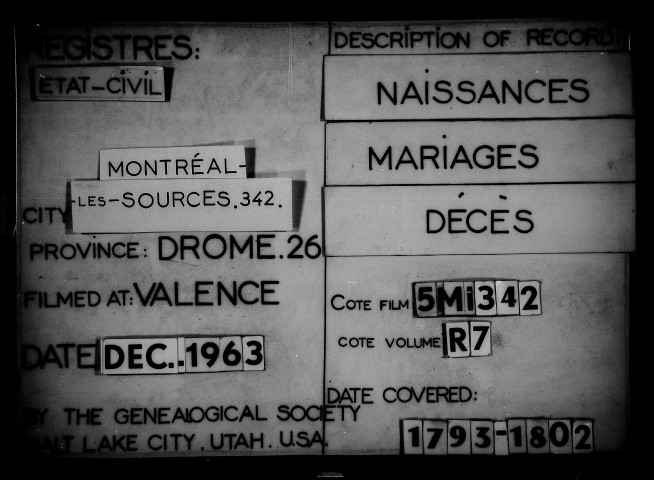 REGiSTRES:
ETAT-CiViL
MONTRÉAL-
-LES-SOURCES.342.
CITY
PROViNCE: DROME.26
FiLMED AT: VALENCE
DATE DEC..1963
BY THE GENEALOGICAL SOCiETY
SALT LAKE CITY, UTAH. U.S.A.
DESCRiPTiON OF RECORD:
NAiSSANCES
MARiAGES
DÉCÈS
COTE FiLM 5Mi342
COTE VOLUME R7
DATE COVERED:
1793-1802